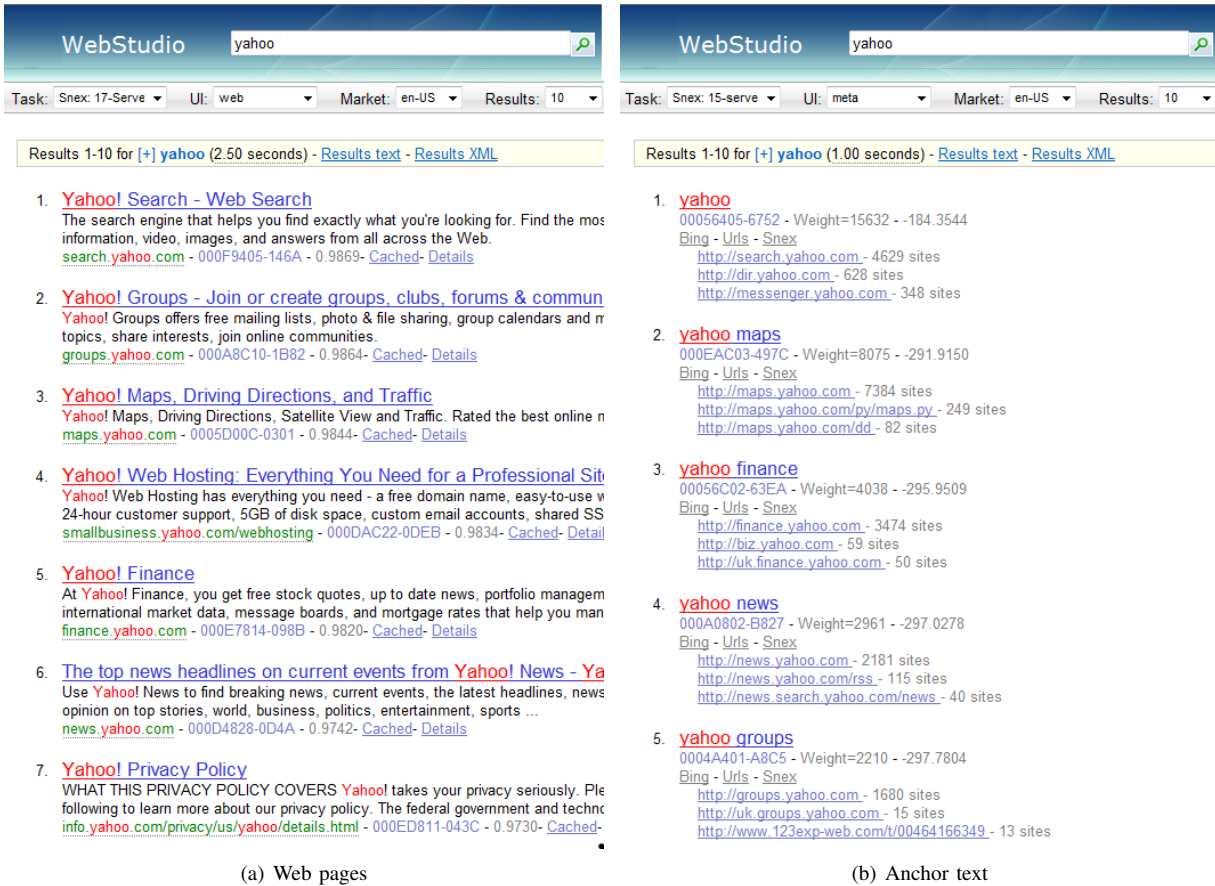 WebStudio
yahoo
Task: Snex: 17-Serve UI: web Market: en-US Results: 10
Results 1-10 for [+] yahoo (2.50 seconds) - Results text - Results XML
1. Yahoo! Search - Web Search
The search engine that helps you find exactly what you're looking for. Find the mos
information, video, images, and answers from all across the Web.
search.yahoo.com - 000F9405-146A - 0.9869- Cached- Details
2. Yahoo! Groups - Join or create groups, clubs, forums & commun
Yahoo! Groups offers free mailing lists, photo & file sharing, group calendars and m
topics, share interests, join online communities.
groups.yahoo.com - 000A8C10-1B82 - 0.9864- Cached- Details
3. Yahoo! Maps, Driving Directions, and Traffic
Yahoo! Maps, Driving Directions, Satellite View and Traffic. Rated the best online m
maps.yahoo.com - 0005D00C-0301 - 0.9844- Cached- Details
4. Yahoo! Web Hosting: Everything You Need for a Professional Site
Yahoo! Web Hosting has everything you need - a free domain name, easy-to-use w
24-hour customer support, 5GB of disk space, custom email accounts, shared SS
smallbusiness.yahoo.com/webhosting - 000DAC22-0DEB - 0.9834- Cached- Detail
5. Yahoo! Finance
At Yahoo! Finance, you get free stock quotes, up to date news, portfolio managem
international market data, message boards, and mortgage rates that help you man
finance.yahoo.com - 000E7814-098B - 0.9820- Cached- Details
6. The top news headlines on current events from Yahoo! News - Ya
Use Yahoo! News to find breaking news, current events, the latest headlines, news
opinion on top stories, world, business, politics, entertainment, sports ...
news.yahoo.com - 000D4828-0D4A - 0.9742- Cached- Details
7. Yahoo! Privacy Policy
WHAT THIS PRIVACY POLICY COVERS Yahoo! takes your privacy seriously. Ple
following to learn more about our privacy policy. The federal government and techno
info.yahoo.com/privacy/us/yahoo/details.html - 000ED811-043C - 0.9730- Cached-
(a) Web pages
WebStudio
yahoo
Task: Snex: 15-serve UI: meta Market: en-US Results: 10
Results 1-10 for [+] yahoo (1.00 seconds) - Results text - Results XML
1. yahoo
00056405-6752 - Weight=15632 - -184.3544
Bing - Urls - Snex
http://search.yahoo.com - 4629 sites
http://dir.yahoo.com - 628 sites
http://messenger.yahoo.com - 348 sites
2. yahoo maps
000EAC03-497C - Weight=8075 - -291.9150
Bing - Urls - Snex
http://maps.yahoo.com - 7384 sites
http://maps.yahoo.com/py/maps.py - 249 sites
http://maps.yahoo.com/dd - 82 sites
3. yahoo finance
00056C02-63EA - Weight=4038 - -295.9509
Bing - Urls - Snex
http://finance.yahoo.com - 3474 sites
http://biz.yahoo.com - 59 sites
http://uk.finance.yahoo.com - 50 sites
4. yahoo news
000A0802-B827 - Weight=2961 - -297.0278
Bing - Urls - Snex
http://news.yahoo.com - 2181 sites
http://news.yahoo.com/rss - 115 sites
http://news.search.yahoo.com/news - 40 sites
5. yahoo groups
0004A401-A8C5 - Weight=2210 - -297.7804
Bing - Urls - Snex
http://groups.yahoo.com - 1680 sites
http://uk.groups.yahoo.com - 15 sites
http://www.123exp-web.com/t/00464166349 - 13 sites
(b) Anchor text